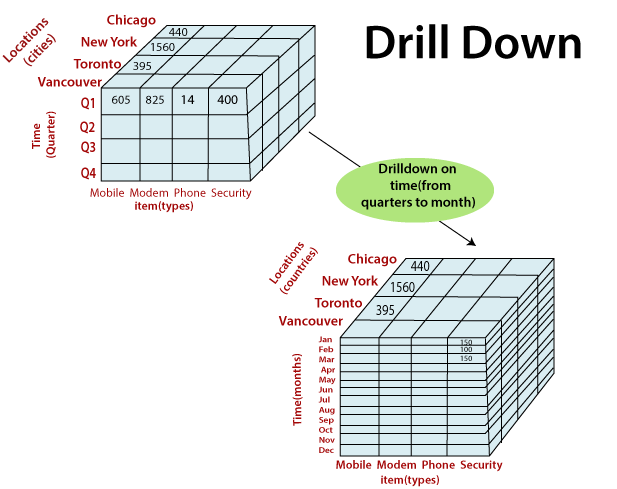 Drill Down
Locations
(cities)
Chicago
New York
Toronto
Vancouver
440
1560
395
Time
(Quarter)
Q1 605 825 14 400
Q2
Q3
Q4
Mobile Modem Phone Security
item(types)
Drilldown on
time(from
quarters to month)
Locations
(countries)
Chicago
New York
Toronto
Vancouver
440
1560
395
Time(months)
Jan 150
Feb 100
Mar 150
Apr
May
Jun
Jul
Aug
Sep
Oct
Nov
Dec
Mobile Modem Phone Security
item(types)